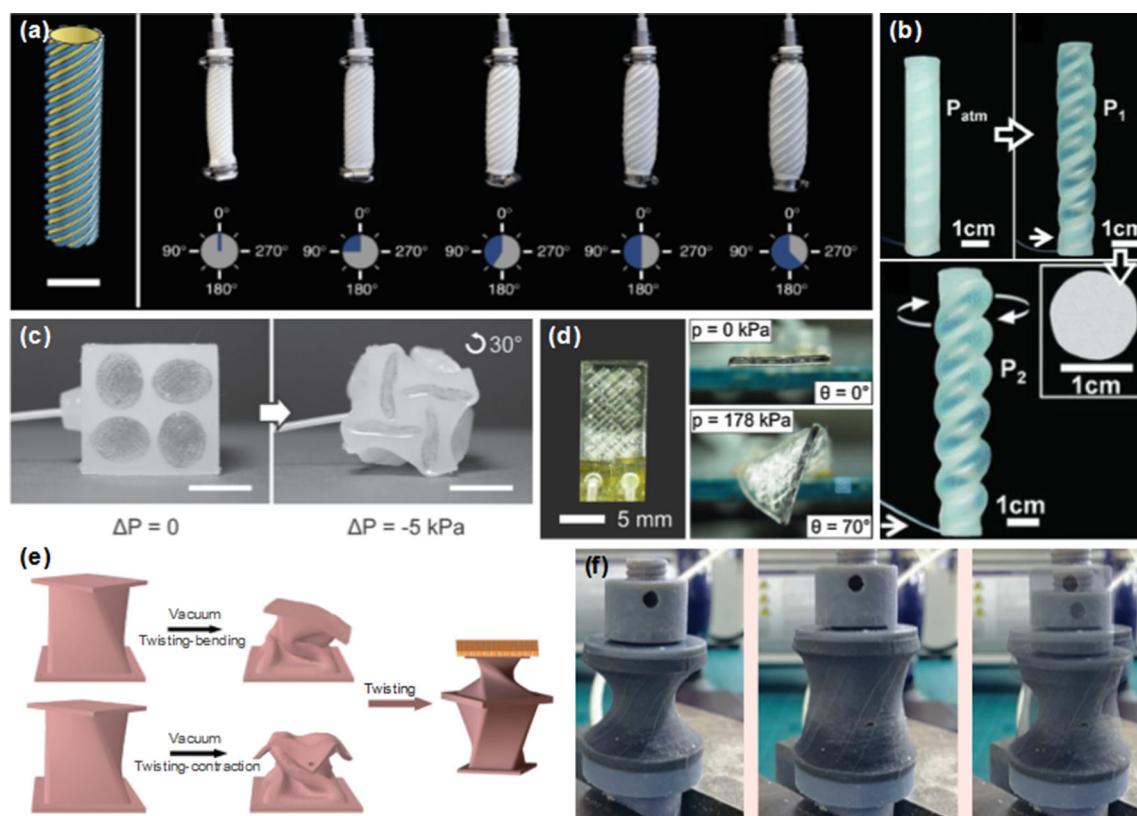 (a)
0°
90°
270°
180°
0°
90°
270°
180°
0°
90°
270°
180°
0°
90°
270°
180°
0°
90°
270°
180°
(b)
Patm
1cm
P1
1cm
P2
1cm
1cm
(c)
30°
ΔP = 0
ΔP = -5 kPa
(d)
5 mm
p = 0 kPa
θ = 0°
p = 178 kPa
θ = 70°
(e)
Vacuum
Twisting-bending
Vacuum
Twisting-contraction
Twisting
(f)